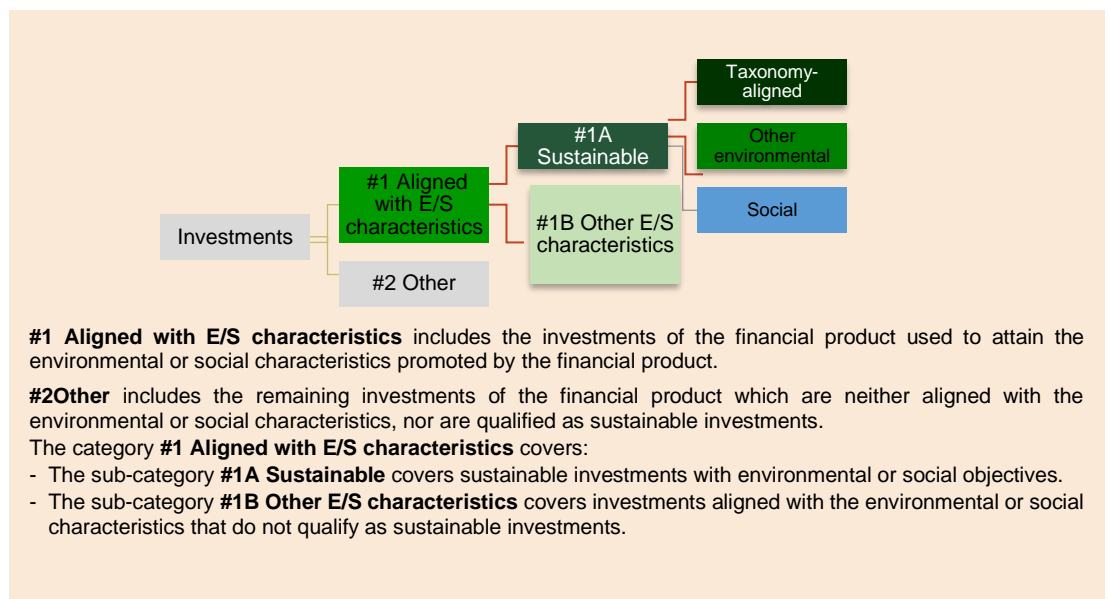 Taxonomy-
aligned
#1A
Sustainable
Other
environmental
#1 Aligned
with E/S
characteristics
Social
#1B Other E/S
characteristics
Investments
#2 Other
#1 Aligned with E/S characteristics includes the investments of the financial product used to attain the
environmental or social characteristics promoted by the financial product.
#2Other includes the remaining investments of the financial product which are neither aligned with the
environmental or social characteristics, nor are qualified as sustainable investments.
The category #1 Aligned with E/S characteristics covers:
- The sub-category #1A Sustainable covers sustainable investments with environmental or social objectives.
- The sub-category #1B Other E/S characteristics covers investments aligned with the environmental or social
characteristics that do not qualify as sustainable investments.